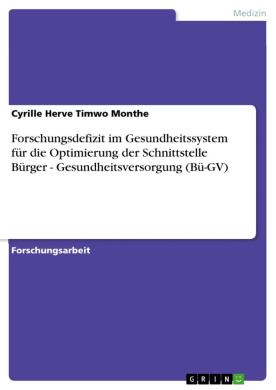 Medizin
Cyrille Herve Timwo Monthe
Forschungsdefizit im Gesundheitssystem
für die Optimierung der Schnittstelle
Bürger - Gesundheitsversorgung (Bü-GV)
Forschungsarbeit
GRIN